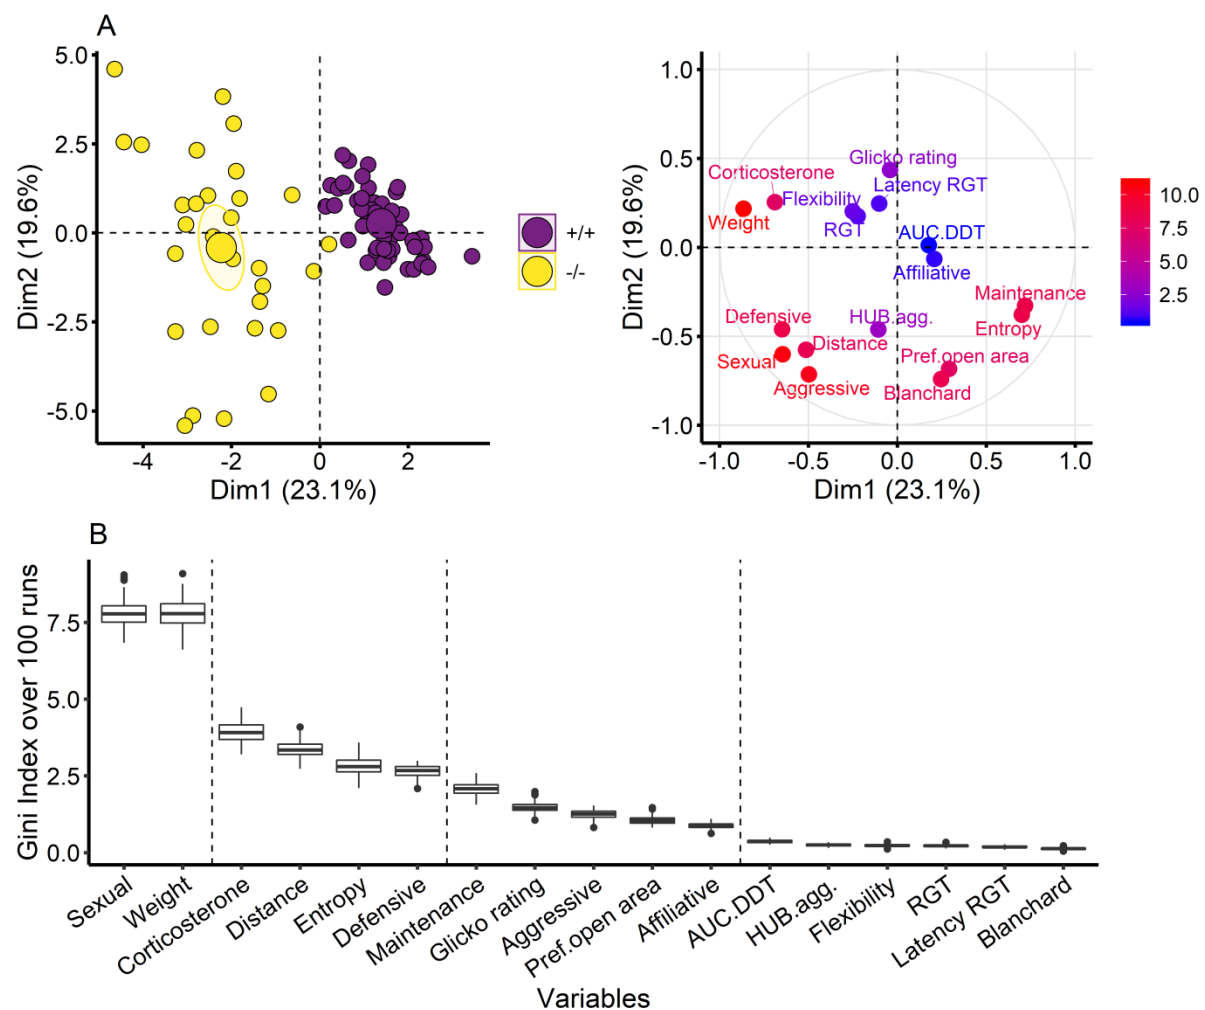 A
5.0
2.5
0.0
-2.5
-5.0
Dim2 (19.6%)
-4
-2
0
2
Dim1 (23.1%)
+/+
-/-
1.0
0.5
0.0
-0.5
-1.0
Dim2 (19.6%)
Glicko rating
Corticosterone
Latency RGT
Flexibility
Weight
RGT
AUC.DDT
Affiliative
Maintenance
Defensive
HUB.agg.
Entropy
Distance
Pref.open area
Sexual
Aggressive
Blanchard
-1.0
-0.5
0.0
0.5
1.0
Dim1 (23.1%)
10.0
7.5
5.0
2.5
B
Gini Index over 100 runs
7.5
5.0
2.5
0.0
Sexual
Weight
Corticosterone
Distance
Entropy
Defensive
Maintenance
Glicko rating
Aggressive
Pref.open area
Affiliative
AUC.DDT
HUB.agg.
Flexibility
RGT
Latency RGT
Blanchard
Variables